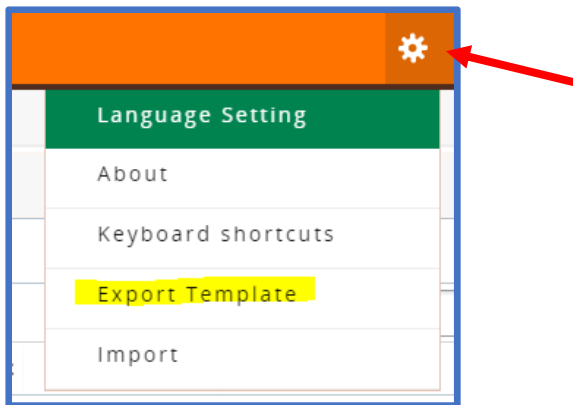 Language Setting
About
Keyboard shortcuts
Export Template
Import